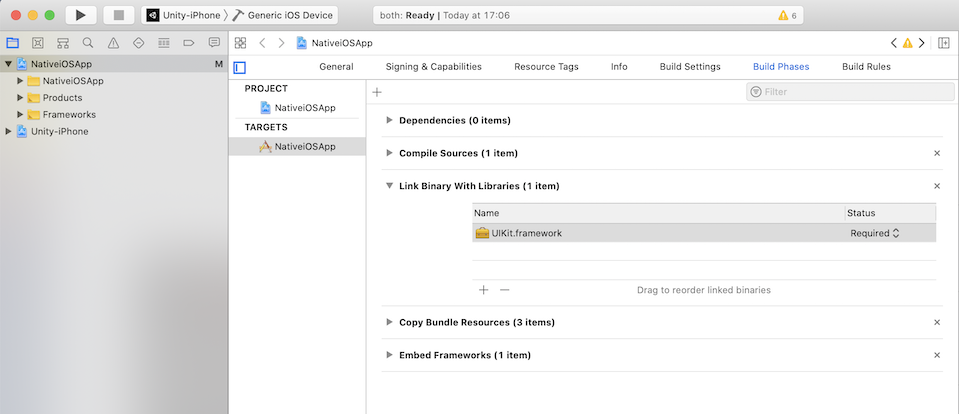 Unity-iPhone
Generic iOS Device
both: Ready | Today at 17:06
6
NativeiOSApp
M
NativeiOSApp
Products
Frameworks
Unity-iPhone
NativeiOSApp
General
Signing & Capabilities
Resource Tags
Info
Build Settings
Build Phases
Build Rules
PROJECT
NativeiOSApp
TARGETS
NativeiOSApp
Filter
Dependencies (0 items)
Compile Sources (1 item)
Link Binary With Libraries (1 item)
Name
Status
UIKit.framework
Required
Drag to reorder linked binaries
Copy Bundle Resources (3 items)
Embed Frameworks (1 item)